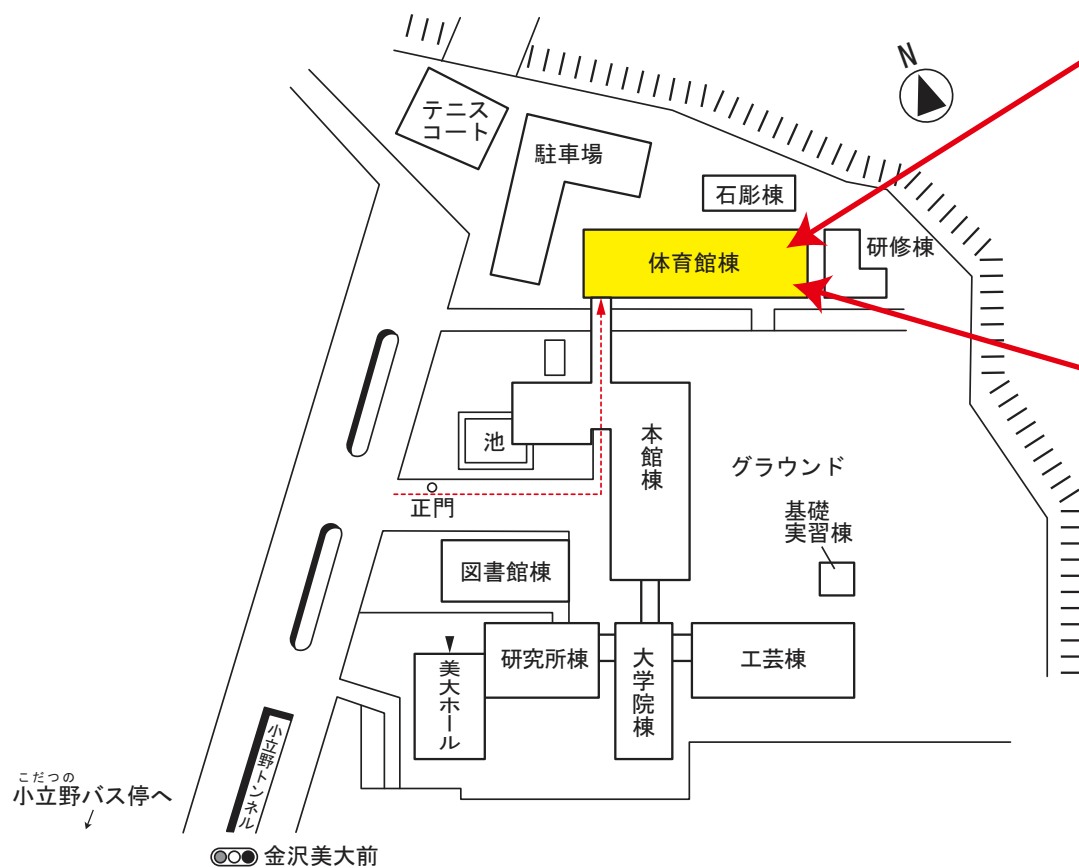 N
テニス
コート
駐車場
石彫棟
体育館棟
研修棟
池
本館棟
グラウンド
正門
基礎
実習棟
図書館棟
研究所棟
美大ホール
大学院棟
工芸棟
小立野トンネル
こだつの
小立野バス停へ
金沢美大前